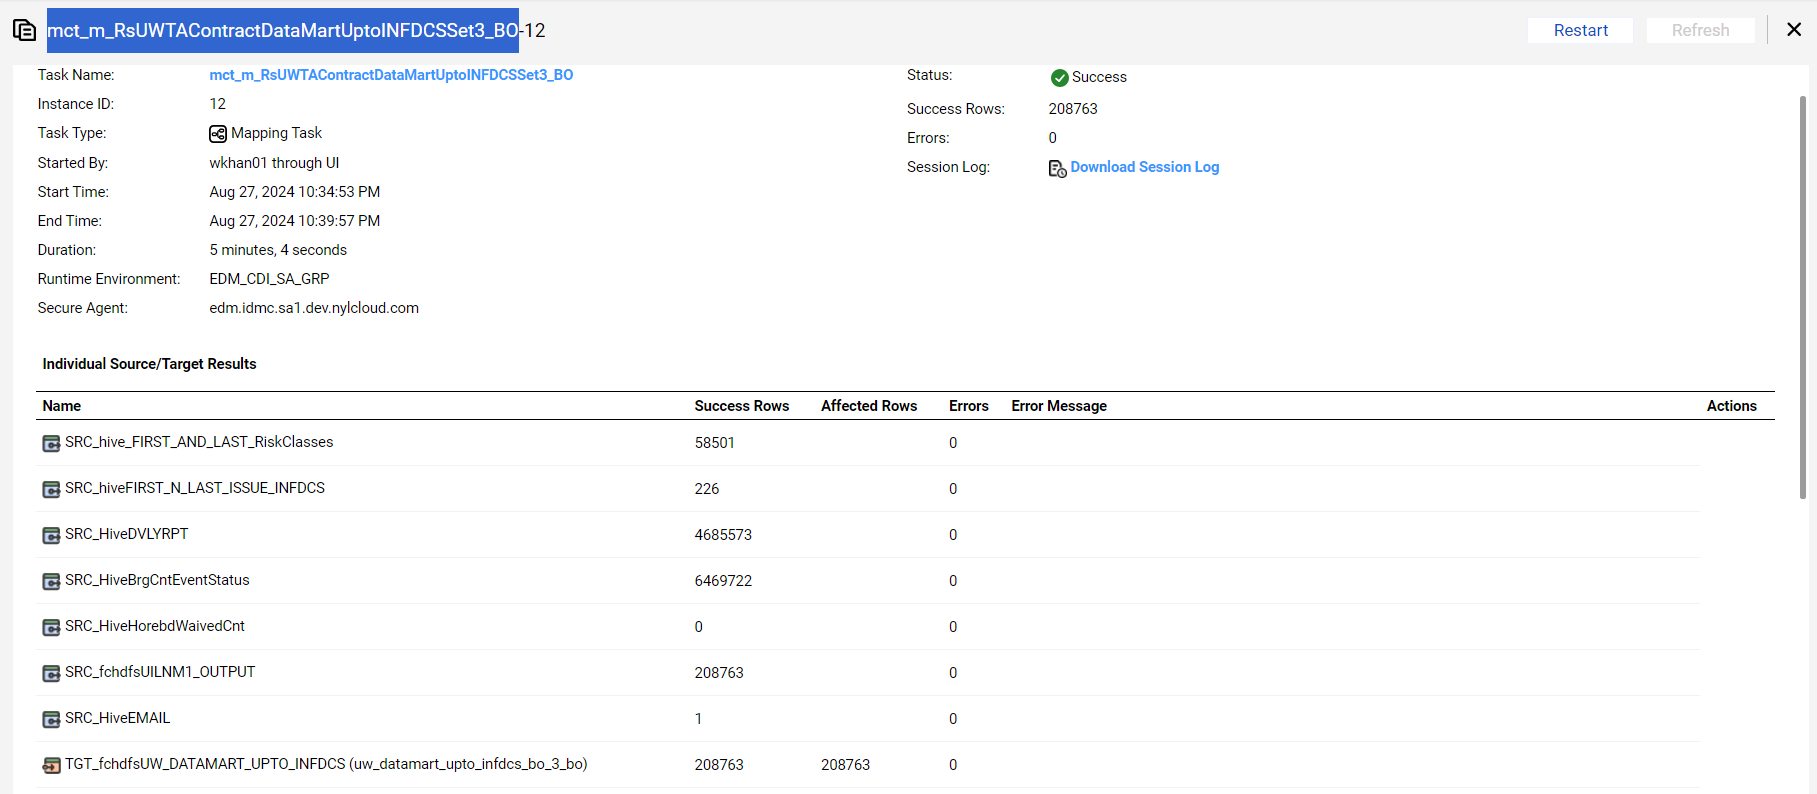 mct_m_RsUWTAContractDataMartUptoINFDCSSet3_BO-12 Restart Refresh
Task Name: mct_m_RsUWTAContractDataMartUptoINFDCSSet3_BO
Instance ID: 12
Task Type: Mapping Task
Started By: wkhan01 through UI
Start Time: Aug 27, 2024 10:34:53 PM
End Time: Aug 27, 2024 10:39:57 PM
Duration: 5 minutes, 4 seconds
Runtime Environment: EDM_CDI_SA_GRP
Secure Agent: edm.idmc.sa1.dev.nylcloud.com
Status: Success
Success Rows: 208763
Errors: 0
Session Log: Download Session Log
Individual Source/Target Results
Name Success Rows Affected Rows Errors Error Message Actions
SRC_hive_FIRST_AND_LAST_RiskClasses 58501 0
SRC_hiveFIRST_N_LAST_ISSUE_INFDCS 226 0
SRC_HiveDVLYRPT 4685573 0
SRC_HiveBrgCntEventStatus 6469722 0
SRC_HiveHorebdWaivedCnt 0 0
SRC_fchdfsUILNM1_OUTPUT 208763 0
SRC_HiveEMAIL 1 0
TGT_fchdfsUW_DATAMART_UPTO_INFDCS (uw_datamart_upto_infdcs_bo_3_bo) 208763 208763 0